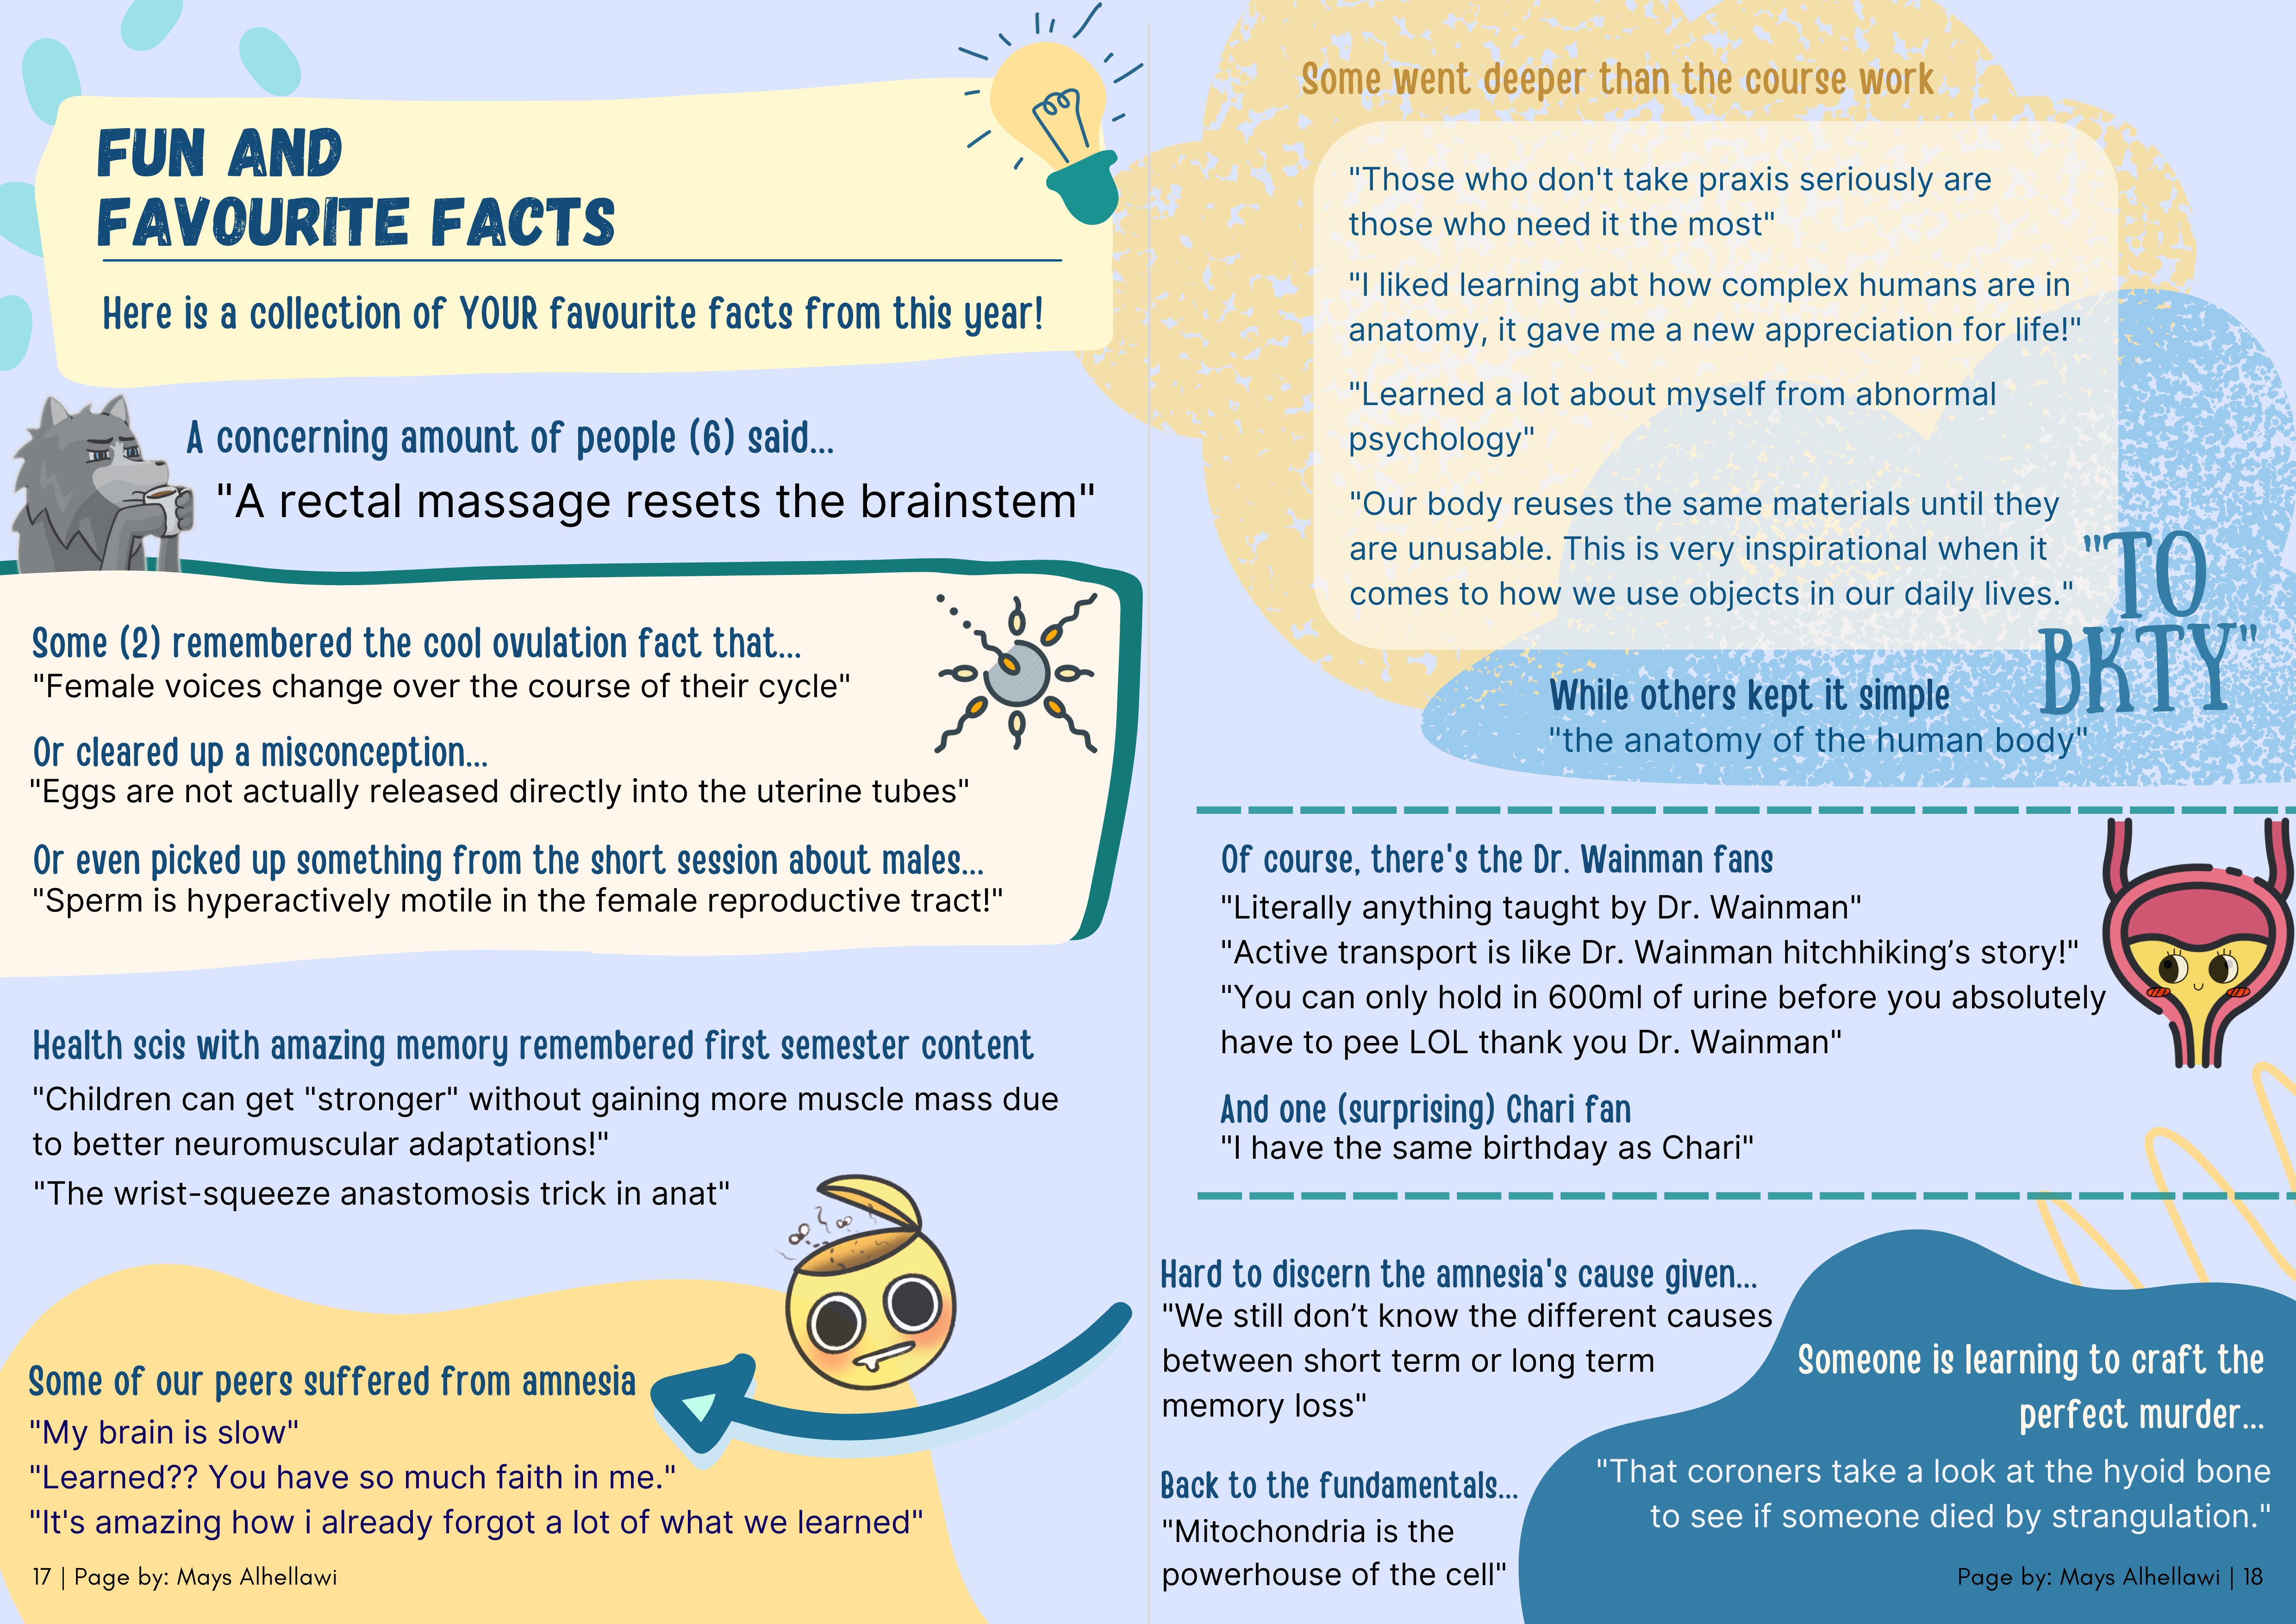 FUN AND
FAVOURITE FACTS
Here is a collection of YOUR favourite facts from this year!
A concerning amount of people (6) said...
"A rectal massage resets the brainstem"
Some (2) remembered the cool ovulation fact that...
"Female voices change over the course of their cycle"
Or cleared up a misconception...
"Eggs are not actually released directly into the uterine tubes"
Or even picked up something from the short session about males...
"Sperm is hyperactively motile in the female reproductive tract!"
Health scis with amazing memory remembered first semester content
"Children can get "stronger" without gaining more muscle mass due
to better neuromuscular adaptations!"
"The wrist-squeeze anastomosis trick in anat"
Some of our peers suffered from amnesia
"My brain is slow"
"Learned?? You have so much faith in me."
"It's amazing how i already forgot a lot of what we learned"
17 | Page by: Mays Alhellawi
Some went deeper than the course work
"Those who don't take praxis seriously are
those who need it the most"
"I liked learning abt how complex humans are in
anatomy, it gave me a new appreciation for life!"
"Learned a lot about myself from abnormal
psychology"
"Our body reuses the same materials until they
are unusable. This is very inspirational when it
comes to how we use objects in our daily lives."
"TO
BKTY"
While others kept it simple
"the anatomy of the human body"
Of course, there's the Dr. Wainman fans
"Literally anything taught by Dr. Wainman"
"Active transport is like Dr. Wainman hitchhiking’s story!"
"You can only hold in 600ml of urine before you absolutely
have to pee LOL thank you Dr. Wainman"
And one (surprising) Chari fan
"I have the same birthday as Chari"
Hard to discern the amnesia's cause given...
"We still don’t know the different causes
between short term or long term
memory loss"
Back to the fundamentals...
"Mitochondria is the
powerhouse of the cell"
Someone is learning to craft the
perfect murder...
"That coroners take a look at the hyoid bone
to see if someone died by strangulation."
Page by: Mays Alhellawi | 18